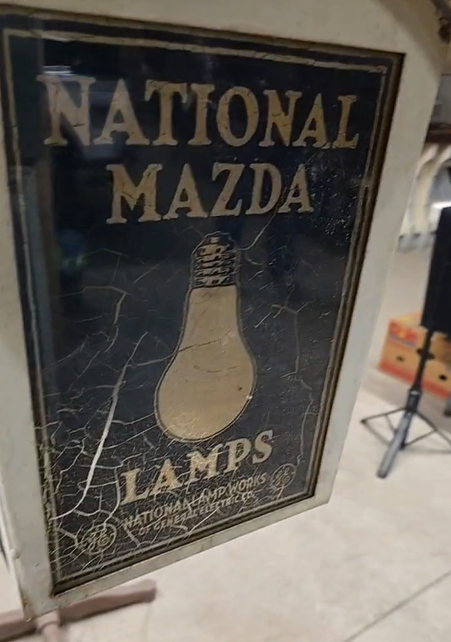 NATIONAL
MAZDA
LAMPS
NATIONAL LAMP WORKS
OF GENERAL ELECTRIC CO.